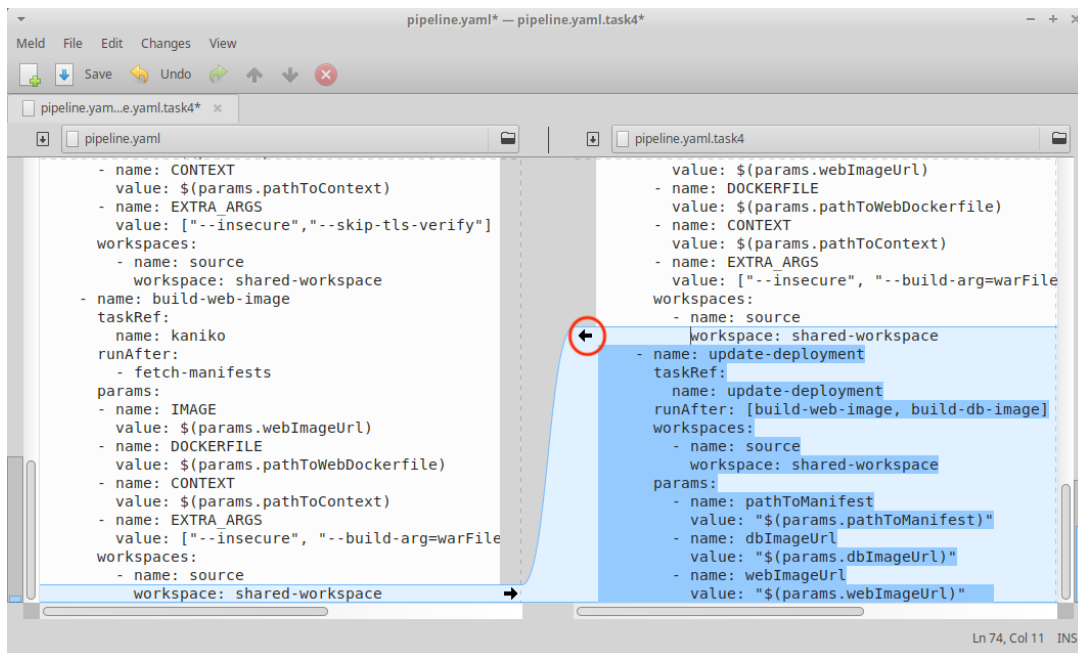 pipeline.yaml* — pipeline.yaml.task4*
Meld File Edit Changes View
Save Undo
pipeline.yam...e.yaml.task4*
pipeline.yaml
- name: CONTEXT
value: $(params.pathToContext)
- name: EXTRA_ARGS
value: ["--insecure","--skip-tls-verify"]
workspaces:
- name: source
workspace: shared-workspace
- name: build-web-image
taskRef:
name: kaniko
runAfter:
- fetch-manifests
params:
- name: IMAGE
value: $(params.webImageUrl)
- name: DOCKERFILE
value: $(params.pathToWebDockerfile)
- name: CONTEXT
value: $(params.pathToContext)
- name: EXTRA_ARGS
value: ["--insecure", "--build-arg=warFile
workspaces:
- name: source
workspace: shared-workspace
pipeline.yaml.task4
value: $(params.webImageUrl)
- name: DOCKERFILE
value: $(params.pathToWebDockerfile)
- name: CONTEXT
value: $(params.pathToContext)
- name: EXTRA_ARGS
value: ["--insecure", "--build-arg=warFile
workspaces:
- name: source
workspace: shared-workspace
- name: update-deployment
taskRef:
name: update-deployment
runAfter: [build-web-image, build-db-image]
workspaces:
- name: source
workspace: shared-workspace
params:
- name: pathToManifest
value: "$(params.pathToManifest)"
- name: dbImageUrl
value: "$(params.dbImageUrl)"
- name: webImageUrl
value: "$(params.webImageUrl)"
Ln 74, Col 11 INS